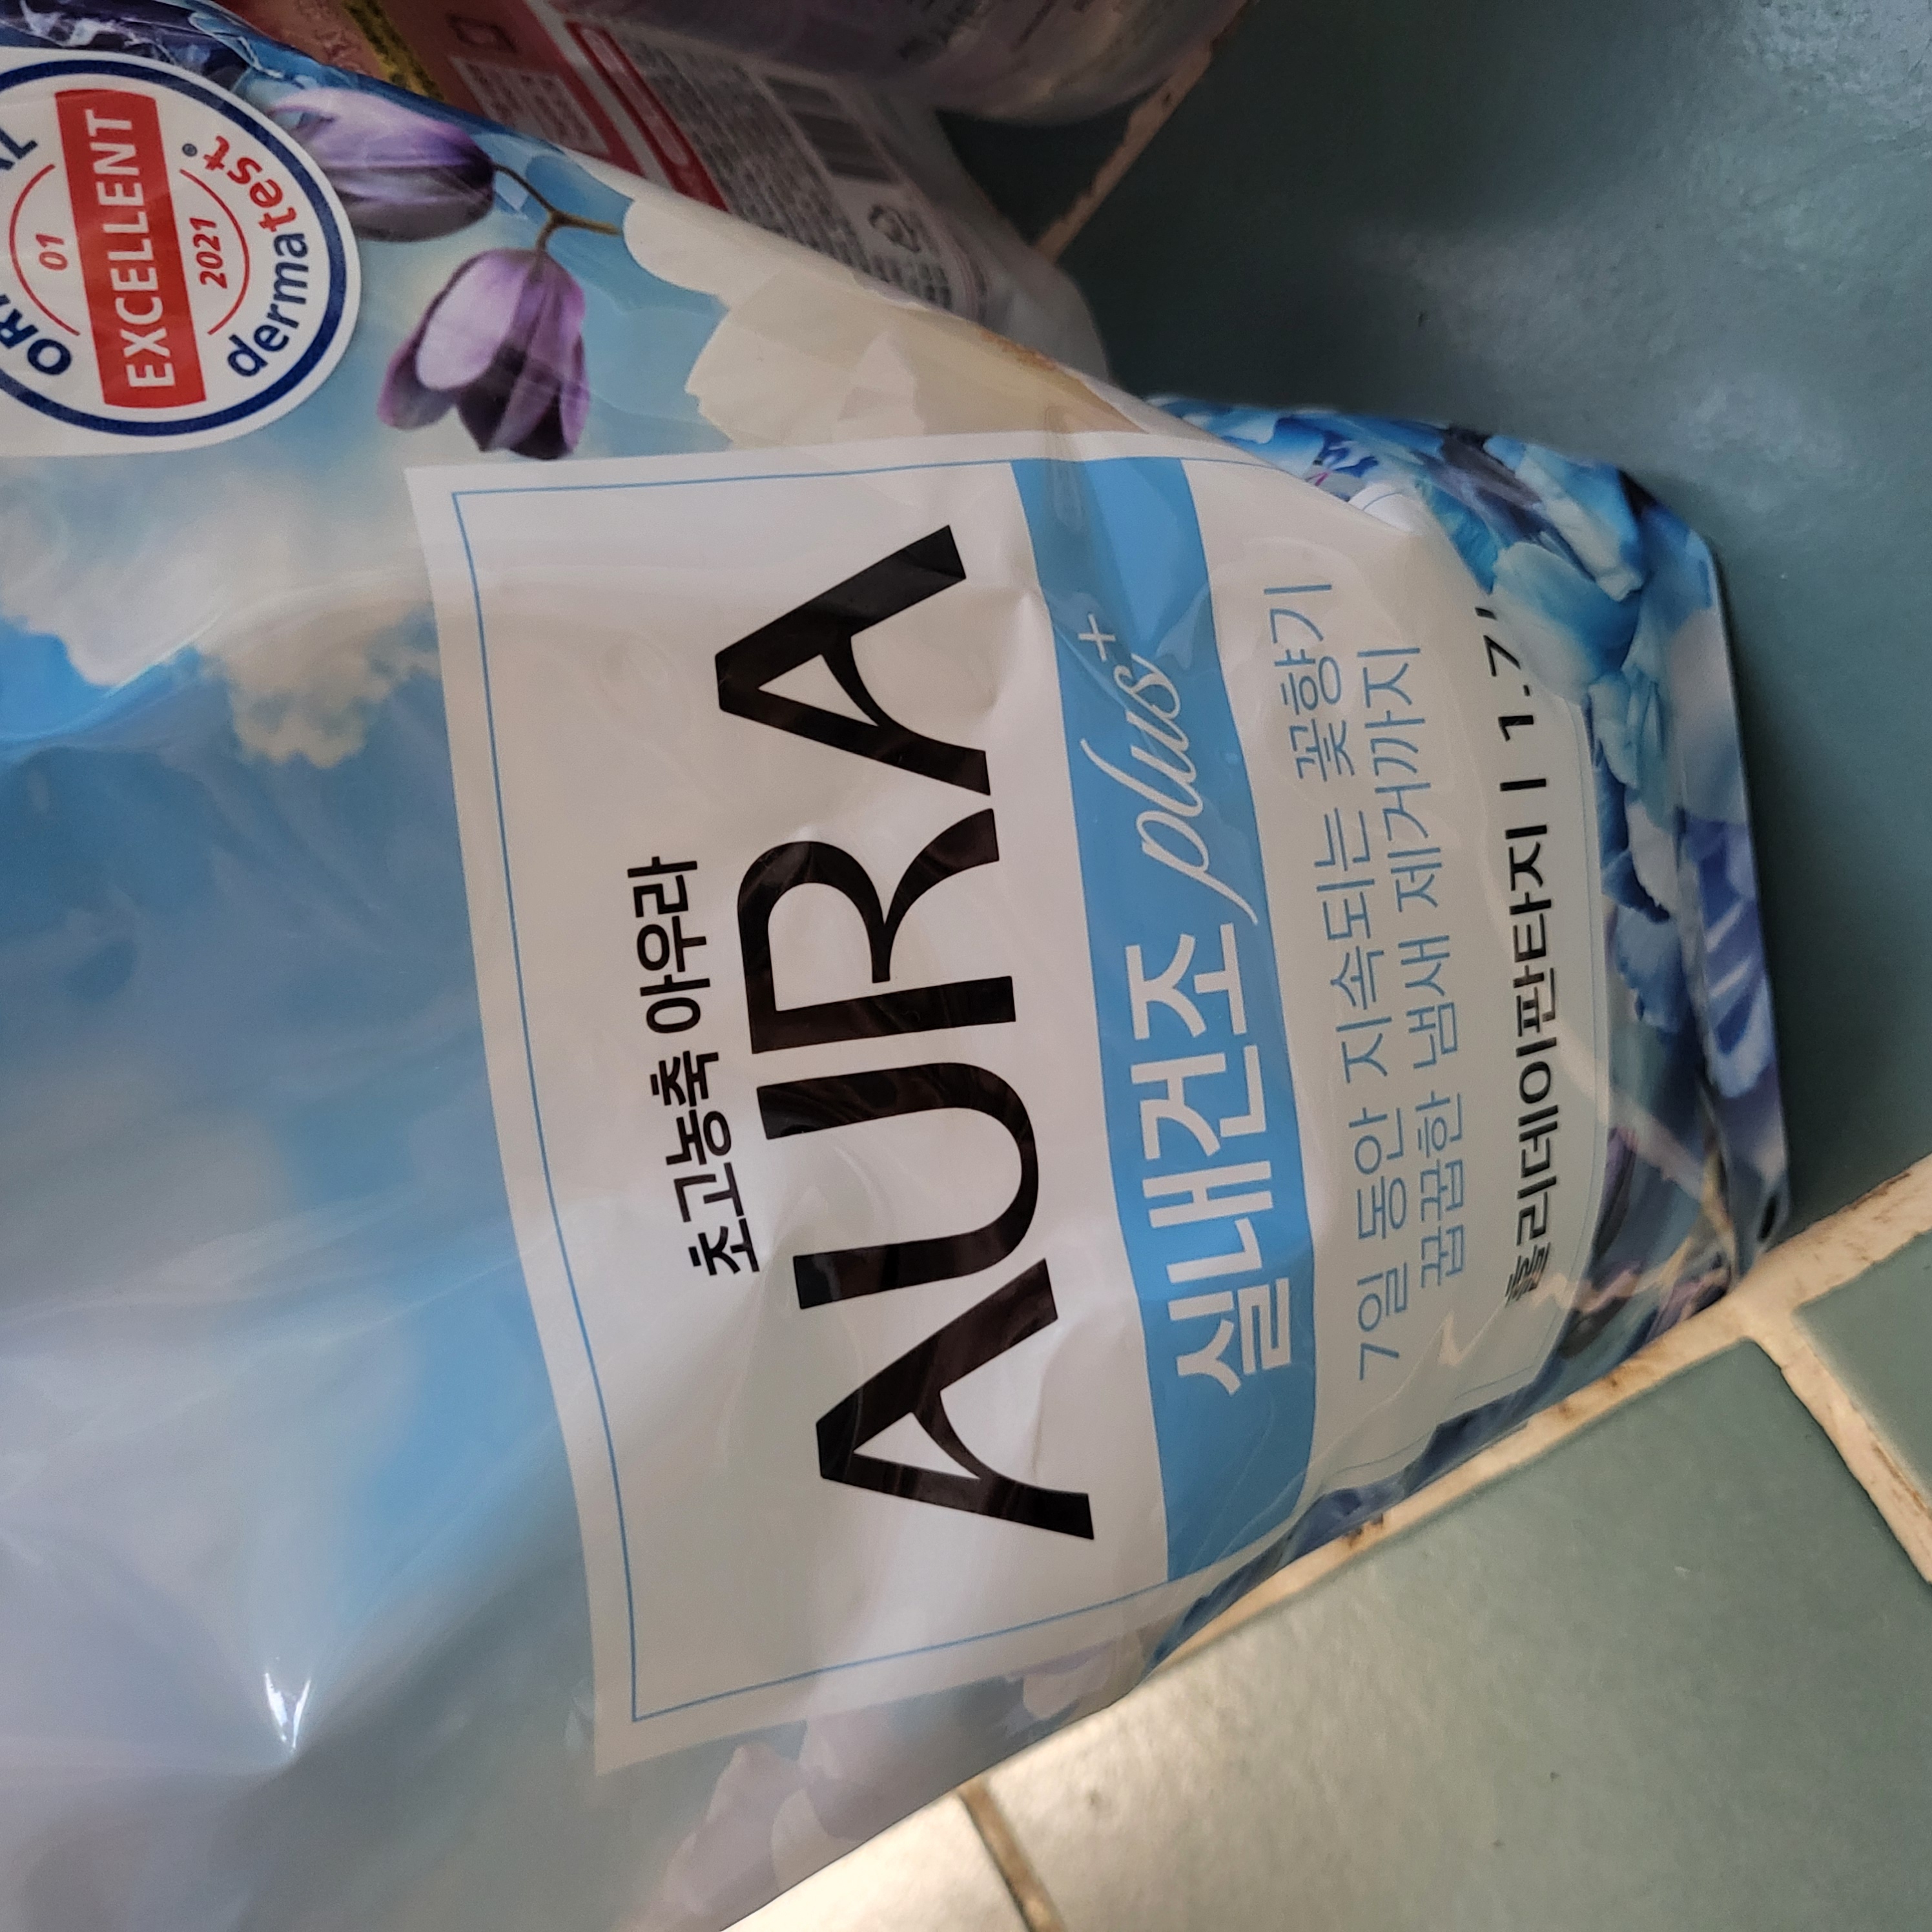 EXCELLENT
01
2021
dermatest®
초고농축 아우라
AURA
실내건조 plus+
7일 동안 지속되는 꽃향기
꿉꿉한 냄새 제거까지
홀리데이판타지 | 1.7